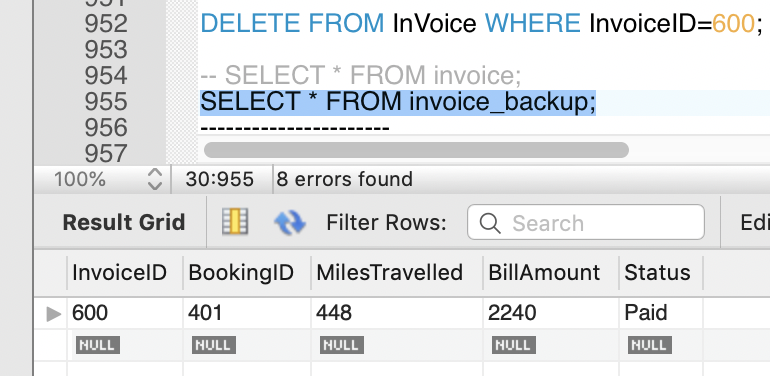 952 DELETE FROM InVoice WHERE InvoiceID=600;
953
954 -- SELECT * FROM invoice;
955 SELECT * FROM invoice_backup;
956 ----------------------
957
100% 30:955 8 errors found
Result Grid Filter Rows: Search Edi
InvoiceID BookingID MilesTravelled BillAmount Status
600 401 448 2240 Paid
NULL NULL NULL NULL NULL